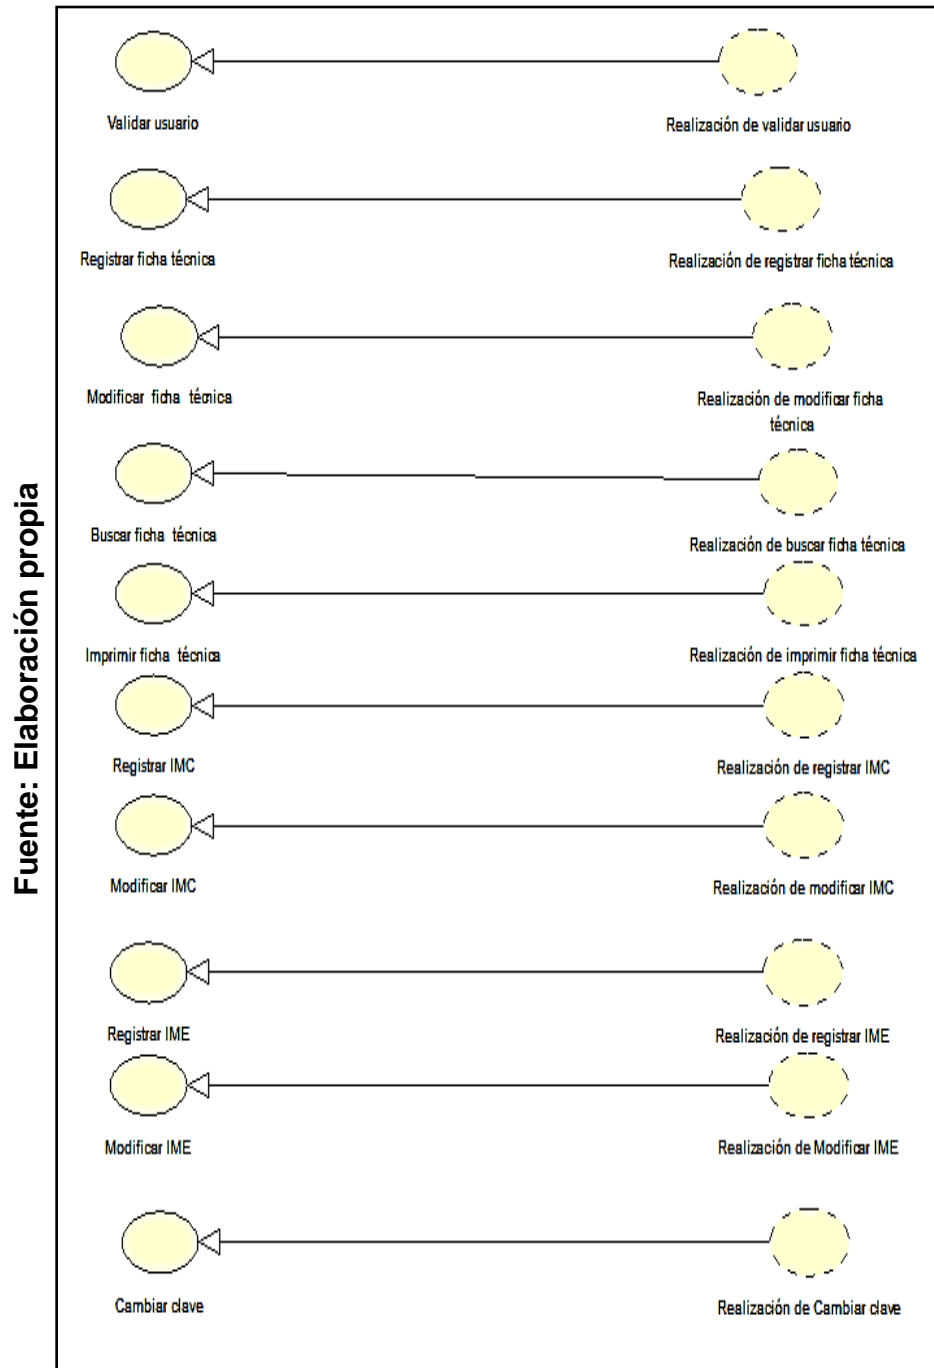 Fuente: Elaboración propia
Validar usuario
Realización de validar usuario
Registrar ficha técnica
Realización de registrar ficha técnica
Modificar ficha técnica
Realización de modificar ficha
técnica
Buscar ficha técnica
Realización de buscar ficha técnica
Imprimir ficha técnica
Realización de imprimir ficha técnica
Registrar IMC
Realización de registrar IMC
Modificar IMC
Realización de modificar IMC
Registrar IME
Realización de registrar IME
Modificar IME
Realización de Modificar IME
Cambiar clave
Realización de Cambiar clave